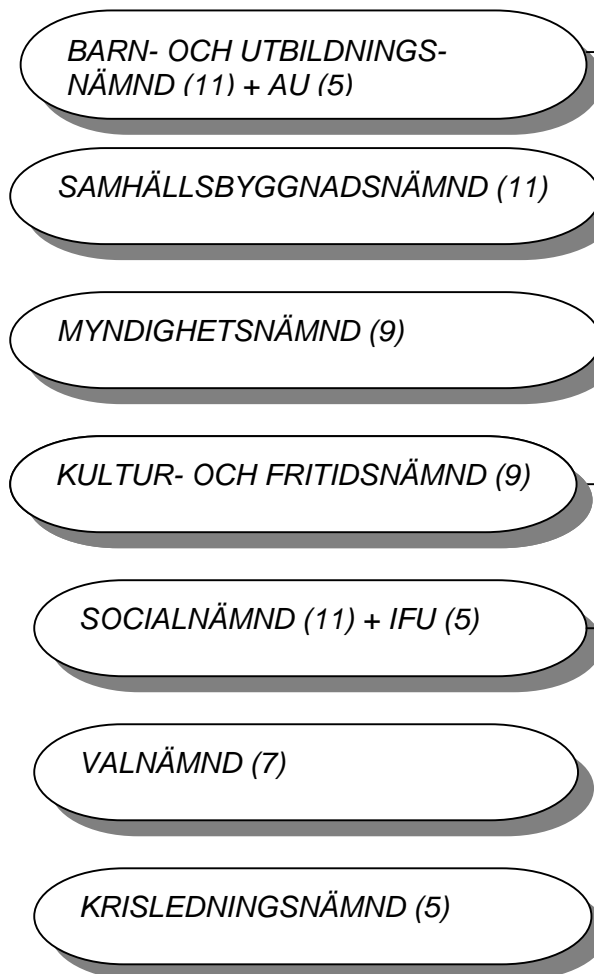 BARN- OCH UTBILDNINGS-
NÄMND (11) + AU (5)
SAMHÄLLSBYGGNADSNÄMND (11)
MYNDIGHETSNÄMND (9)
KULTUR- OCH FRITIDSNÄMND (9)
SOCIALNÄMND (11) + IFU (5)
VALNÄMND (7)
KRISLEDNINGSNÄMND (5)